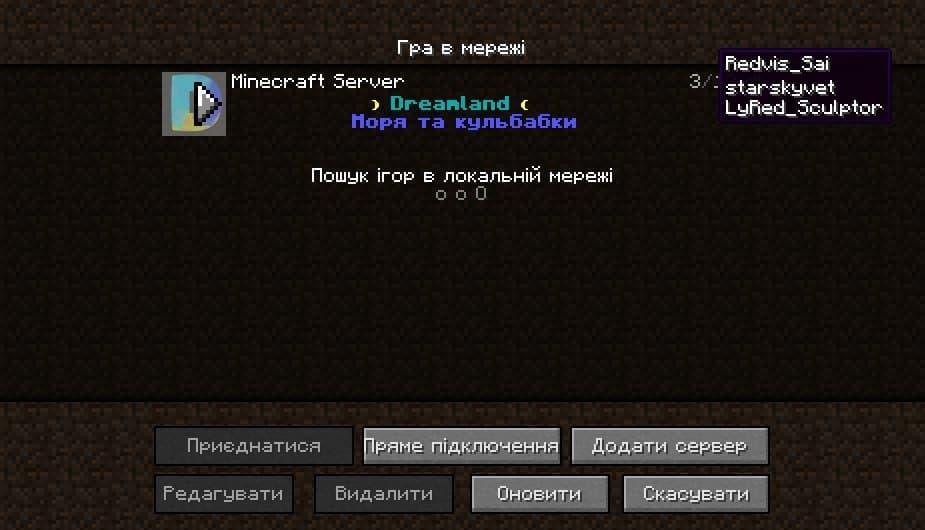 Гра в мережі
Minecraft Server
3/
Dreamland
Моря та кульбабки
Redvis_Sai
starskyvet
LyRed_Sculptor
Пошук ігор в локальній мережі
o o O
Приєднатися
Пряме підключення
Додати сервер
Редагувати
Видалити
Оновити
Скасувати